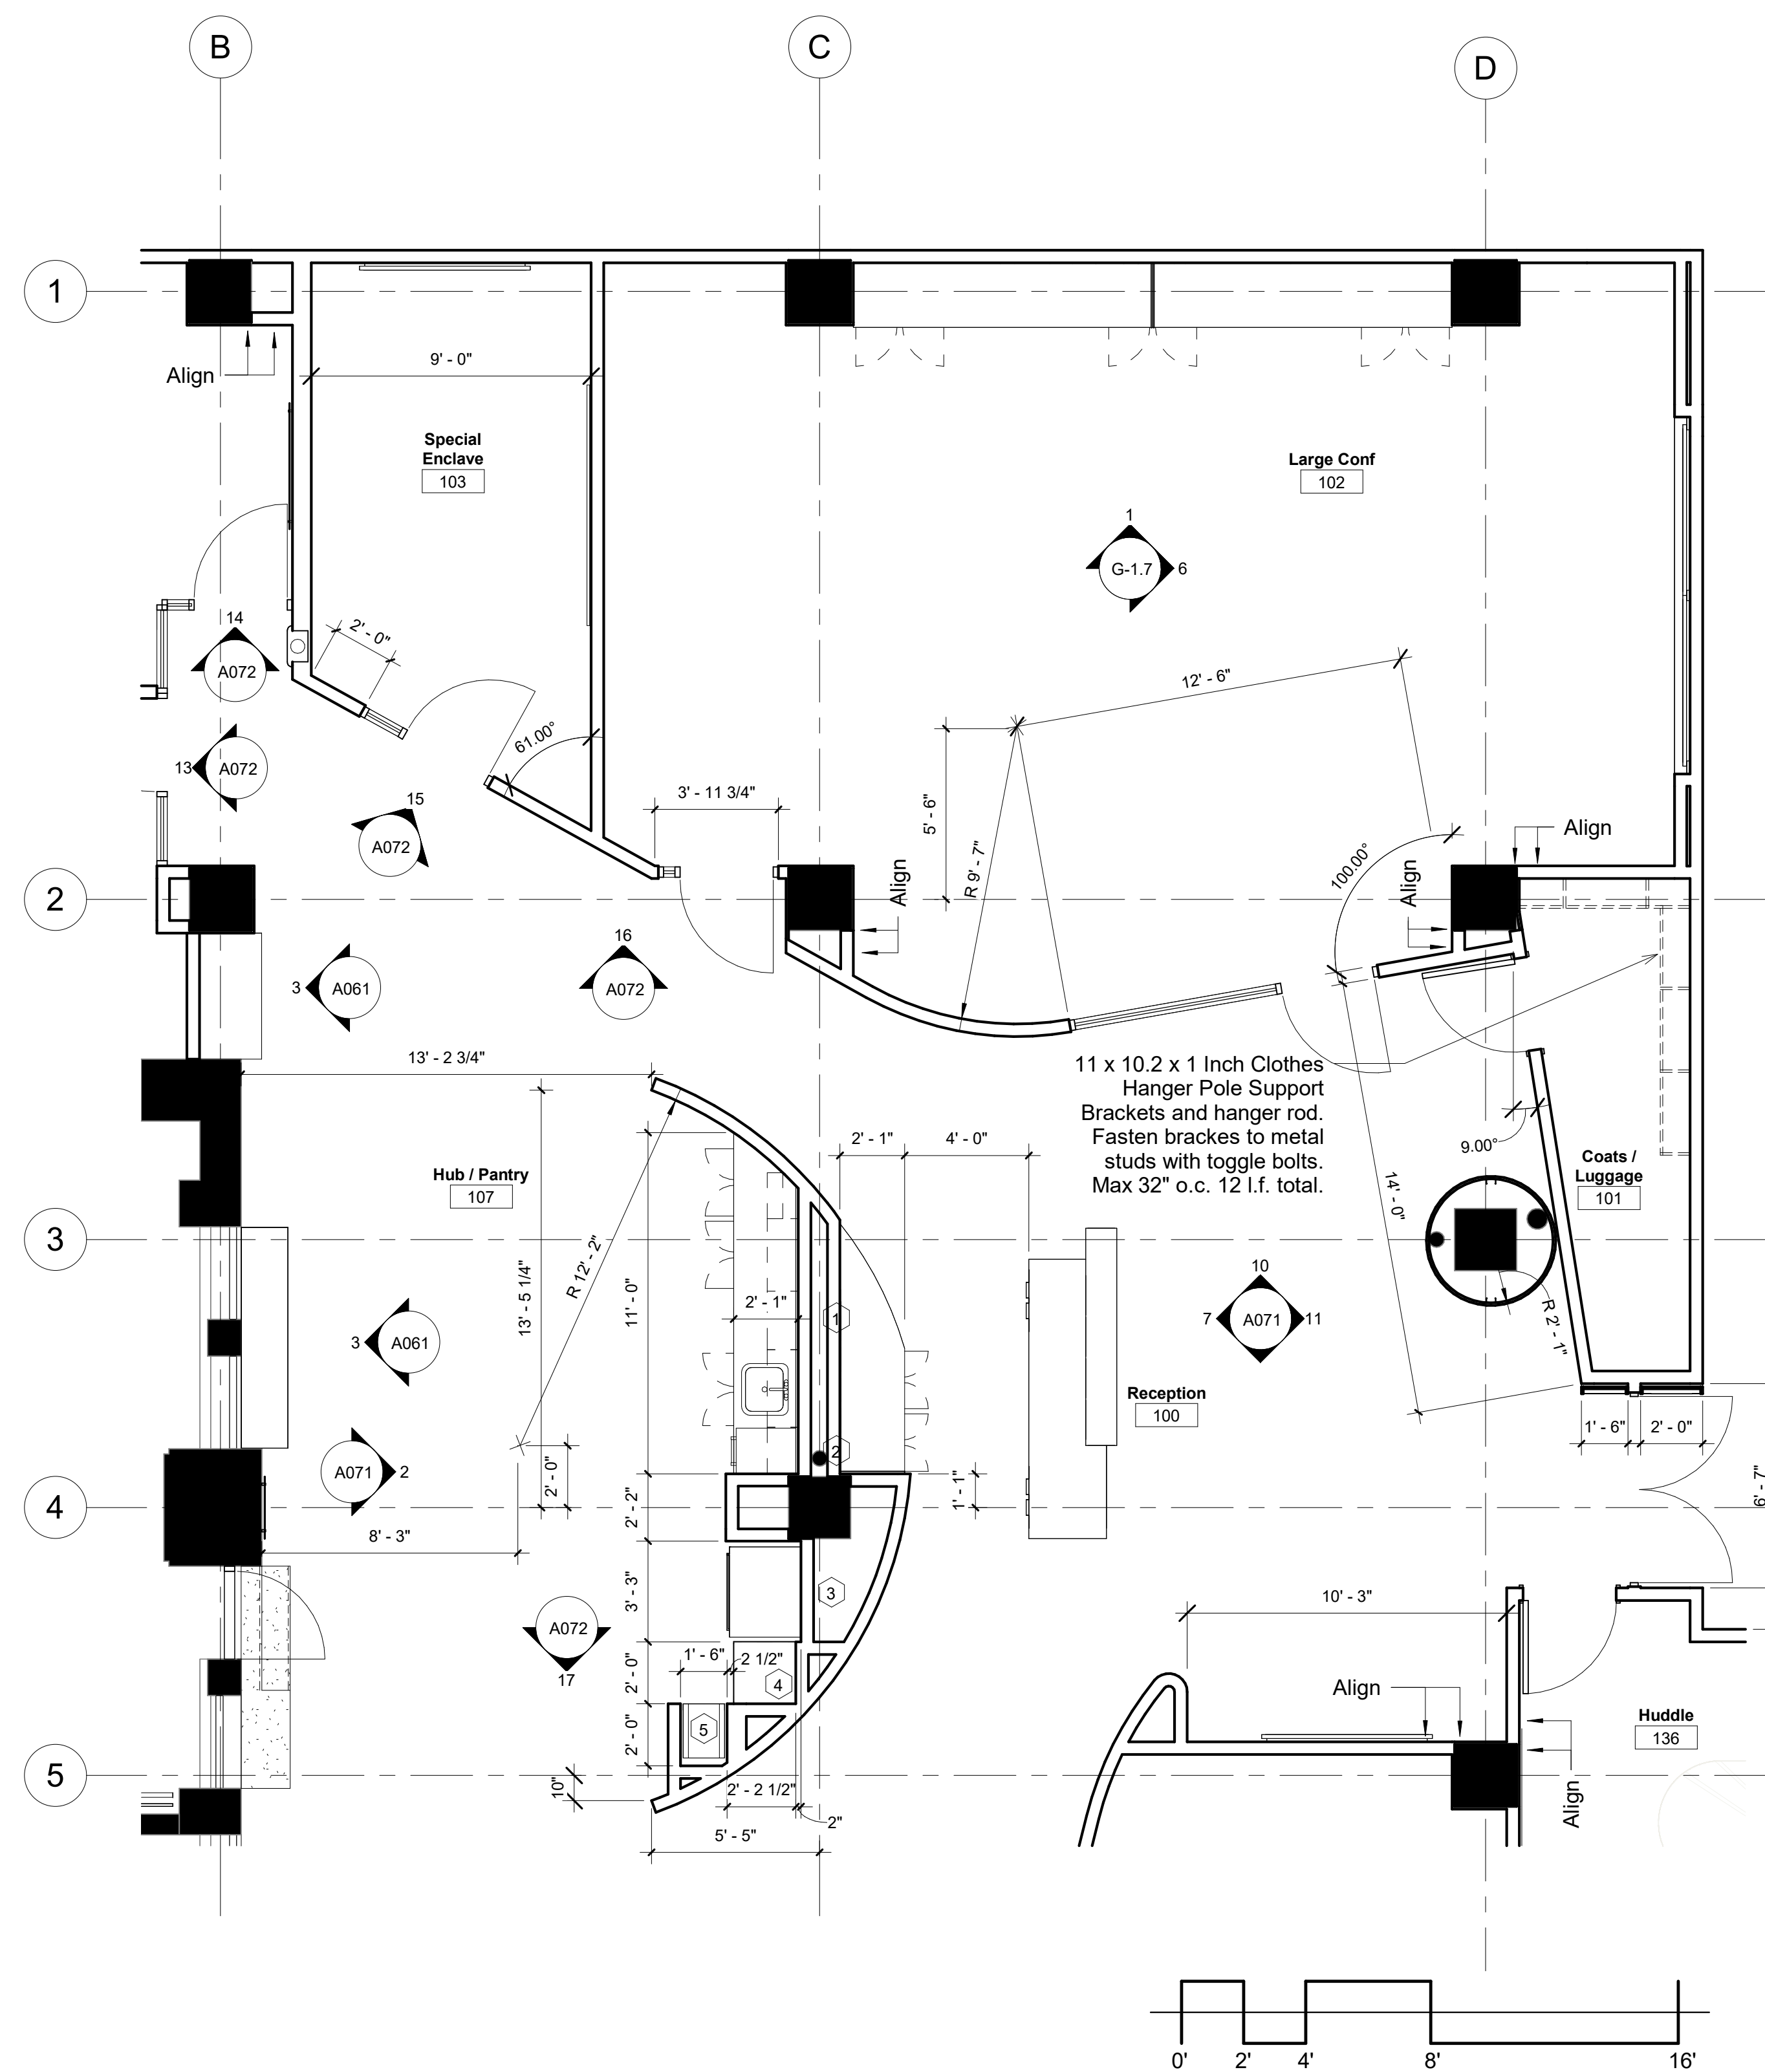 B
C
D
1
9' - 0"
Align
Special
Enclave
103
Large Conf
102
1
G-1.7
6
14
A072
2' - 0"
12' - 6"
61.00°
13
A072
15
A072
3' - 11 3/4"
5' - 6"
R 9' - 7"
Align
100.00°
Align
Align
2
16
A072
3
A061
13' - 2 3/4"
11 x 10.2 x 1 Inch Clothes
Hanger Pole Support
Brackets and hanger rod.
Fasten brackes to metal
studs with toggle bolts.
Max 32" o.c. 12 l.f. total.
2' - 1"
4' - 0"
9.00°
Coats /
Luggage
101
Hub / Pantry
107
14' - 0"
3
R 12' - 2"
13' - 5 1/4"
11' - 0"
2' - 1"
1
10
7
A071
11
R 2' - 1"
3
A061
Reception
100
1' - 6"
2' - 0"
2
A071
2
2' - 0"
2' - 2"
1' - 1"
6' - 7"
4
8' - 3"
3' - 3"
3
10' - 3"
A072
17
1' - 6"
2 1/2"
2' - 0"
4
Align
Huddle
136
2' - 0"
5
5
10"
2' - 2 1/2"
2"
Align
5' - 5"
0'
2'
4'
8'
16'